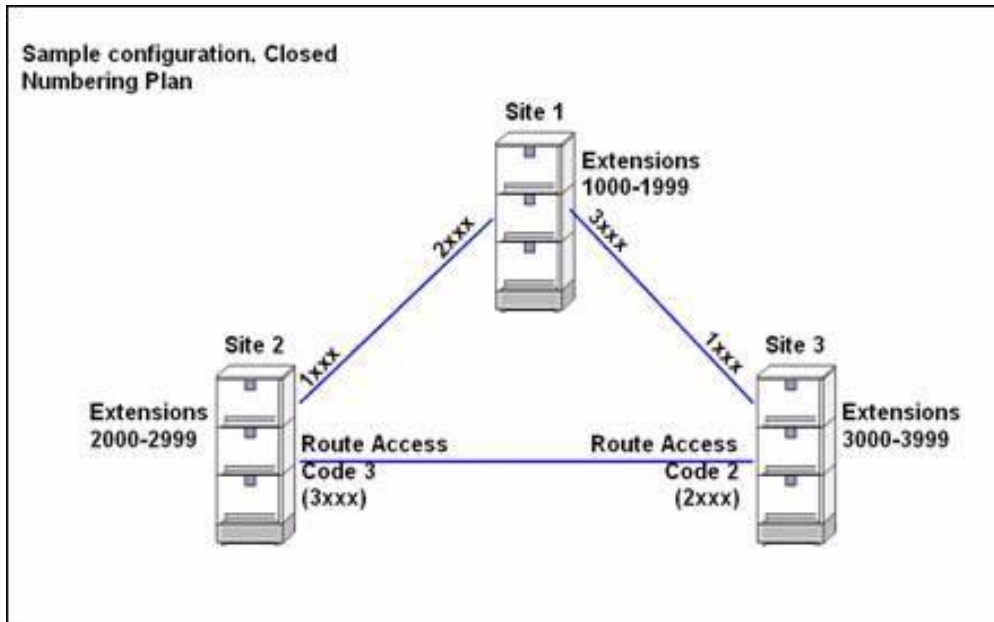 Sample configuration, Closed
Numbering Plan
Site 1
Extensions
1000-1999
2xxx
3xxx
Site 2
1xxx
1xxx
Site 3
Extensions
2000-2999
Extensions
3000-3999
Route Access
Code 3
(3xxx)
Route Access
Code 2
(2xxx)